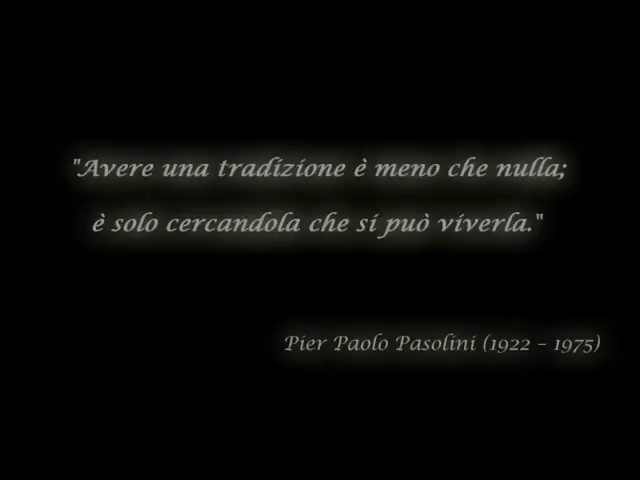 "Avere una tradizione è meno che nulla;
è solo cercandola che si può viverla."
Pier Paolo Pasolini (1922 – 1975)